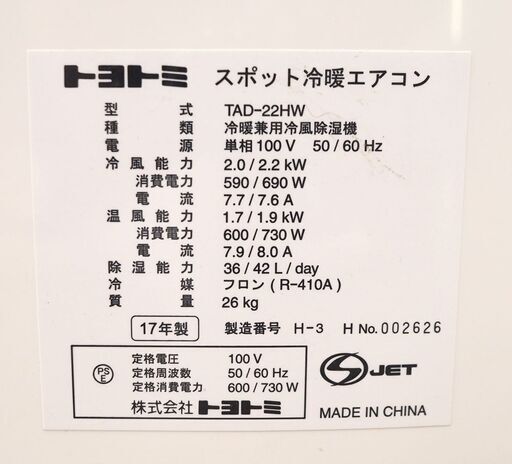 トヨトミ スポット冷暖エアコン
型式 TAD-22HW
種類 冷暖兼用冷風除湿機
電源 単相100V 50/60 Hz
冷風能力 2.0/2.2kW
消費電力 590/690 W
電流 7.7/7.6 A
温風能力 1.7/1.9kW
消費電力 600/730 W
電流 7.9/8.0 A
除湿能力 36/42 L/day
冷媒 フロン(R-410A)
質量 26kg
17年製 製造番号 H-3 H No.002626
PSE
定格電圧 100 V
定格周波数 50/60 Hz
定格消費電力 600/730 W
株式会社トヨトミ
S JET
MADE IN CHINA